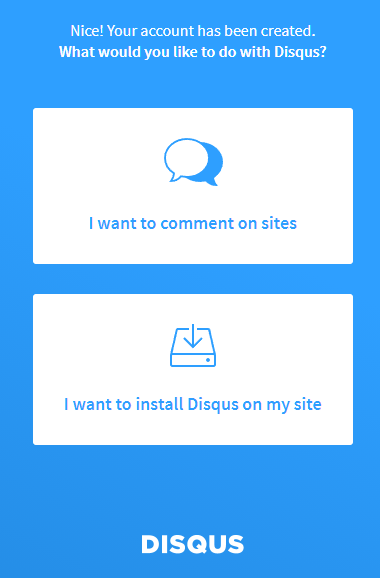 Nice! Your account has been created.
What would you like to do with Disqus?
I want to comment on sites
I want to install Disqus on my site
DISQUS